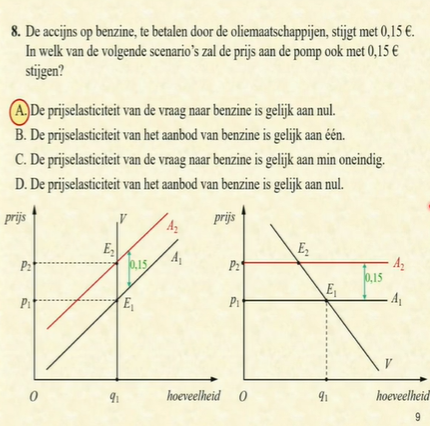 8. De accijns op benzine, te betalen door de oliemaatschappijen, stijgt met 0,15 €.
In welk van de volgende scenario's zal de prijs aan de pomp ook met 0,15 €
stijgen?
A. De prijselasticiteit van de vraag naar benzine is gelijk aan nul.
B. De prijselasticiteit van het aanbod van benzine is gelijk aan één.
C. De prijselasticiteit van de vraag naar benzine is gelijk aan min oneindig.
D. De prijselasticiteit van het aanbod van benzine is gelijk aan nul.
prijs V A₂ E₂ p₂ 0,15 A₁ p₁ E₁ O q₁ hoeveelheid
prijs E₂ p₂ A₂ 0,15 E₁ p₁ A₁ V O q₁ hoeveelheid
9